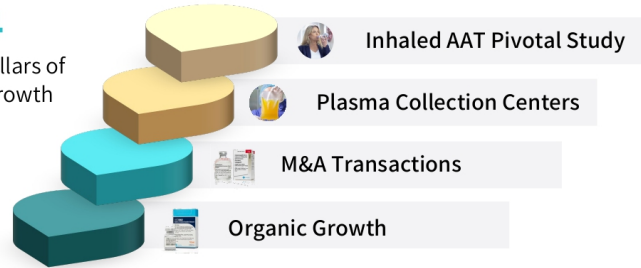 Inhaled AAT Pivotal Study
llars of
rowth
Plasma Collection Centers
M&A Transactions
Organic Growth